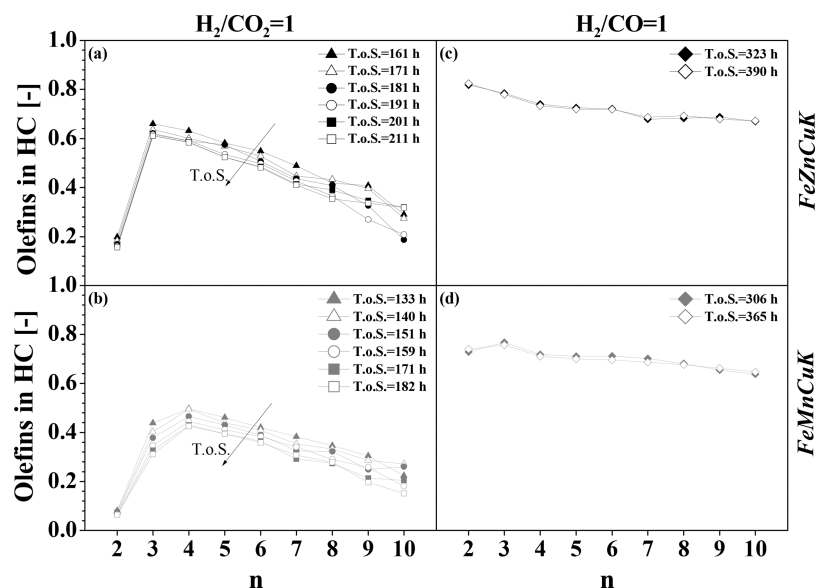 H₂/CO₂=1
H₂/CO=1
Olefins in HC [-]
1.0
0.8
0.6
0.4
0.2
1.0
(a)
T.o.S.=161 h
T.o.S.=171 h
T.o.S.=181 h
T.o.S.=191 h
T.o.S.=201 h
T.o.S.=211 h
T.o.S.
(c)
T.o.S.=323 h
T.o.S.=390 h
FeZnCuK
Olefins in HC [-]
0.8
0.6
0.4
0.2
0.0
(b)
T.o.S.=133 h
T.o.S.=140 h
T.o.S.=151 h
T.o.S.=159 h
T.o.S.=171 h
T.o.S.=182 h
T.o.S.
(d)
T.o.S.=306 h
T.o.S.=365 h
FeMnCuK
2 3 4 5 6 7 8 9 10
2 3 4 5 6 7 8 9 10
n
n